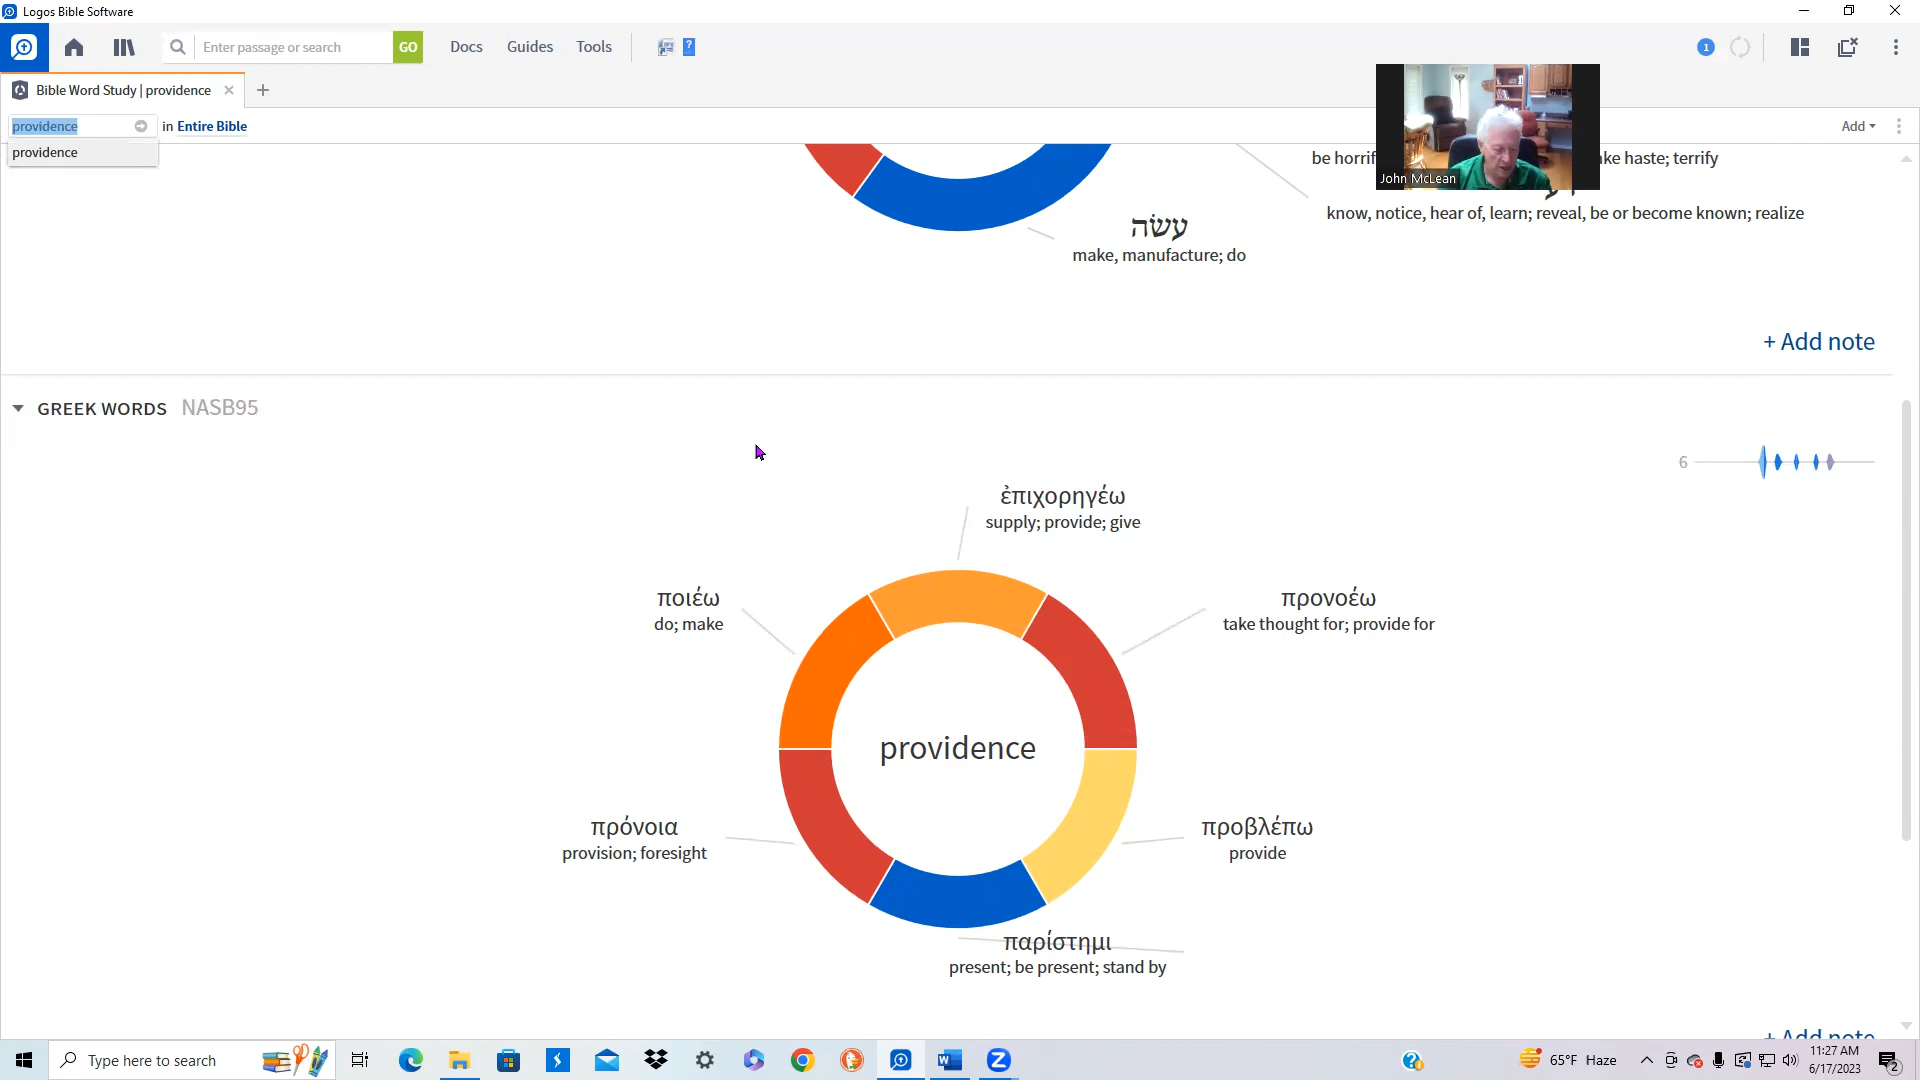 Logos Bible Software
Enter passage or search
GO
Docs
Guides
Tools
?
1
Bible Word Study | providence
providence
in Entire Bible
Add
providence
be horrif
ke haste; terrify
John McLean
know, notice, hear of, learn; reveal, be or become known; realize
עשׂה
make, manufacture; do
+ Add note
GREEK WORDS NASB95
6
ἐπιχορηγέω
supply; provide; give
ποιέω
do; make
προνοέω
take thought for; provide for
providence
πρόνοια
provision; foresight
προβλέπω
provide
παρίστημι
present; be present; stand by
+ Add note
Type here to search
65°F Haze
11:27 AM
6/17/2023
2